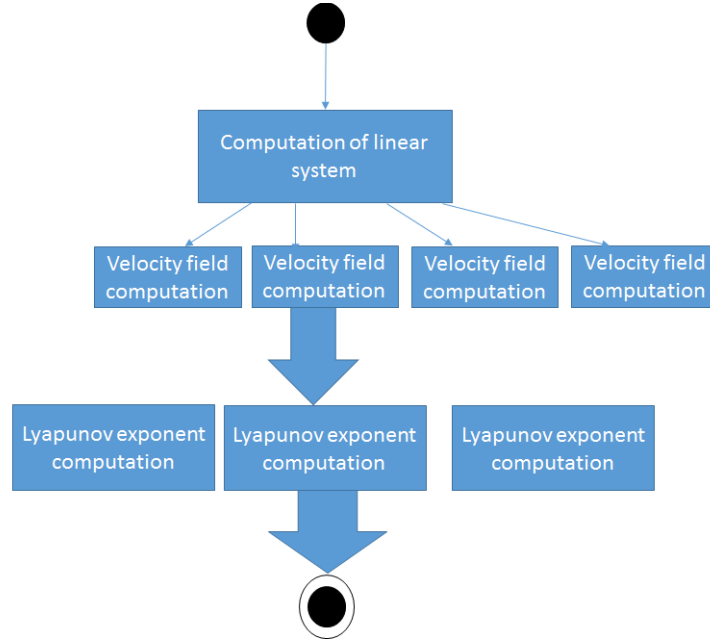 Computation of linear
system
Velocity field
computation
Velocity field
computation
Velocity field
computation
Velocity field
computation
Lyapunov exponent
computation
Lyapunov exponent
computation
Lyapunov exponent
computation